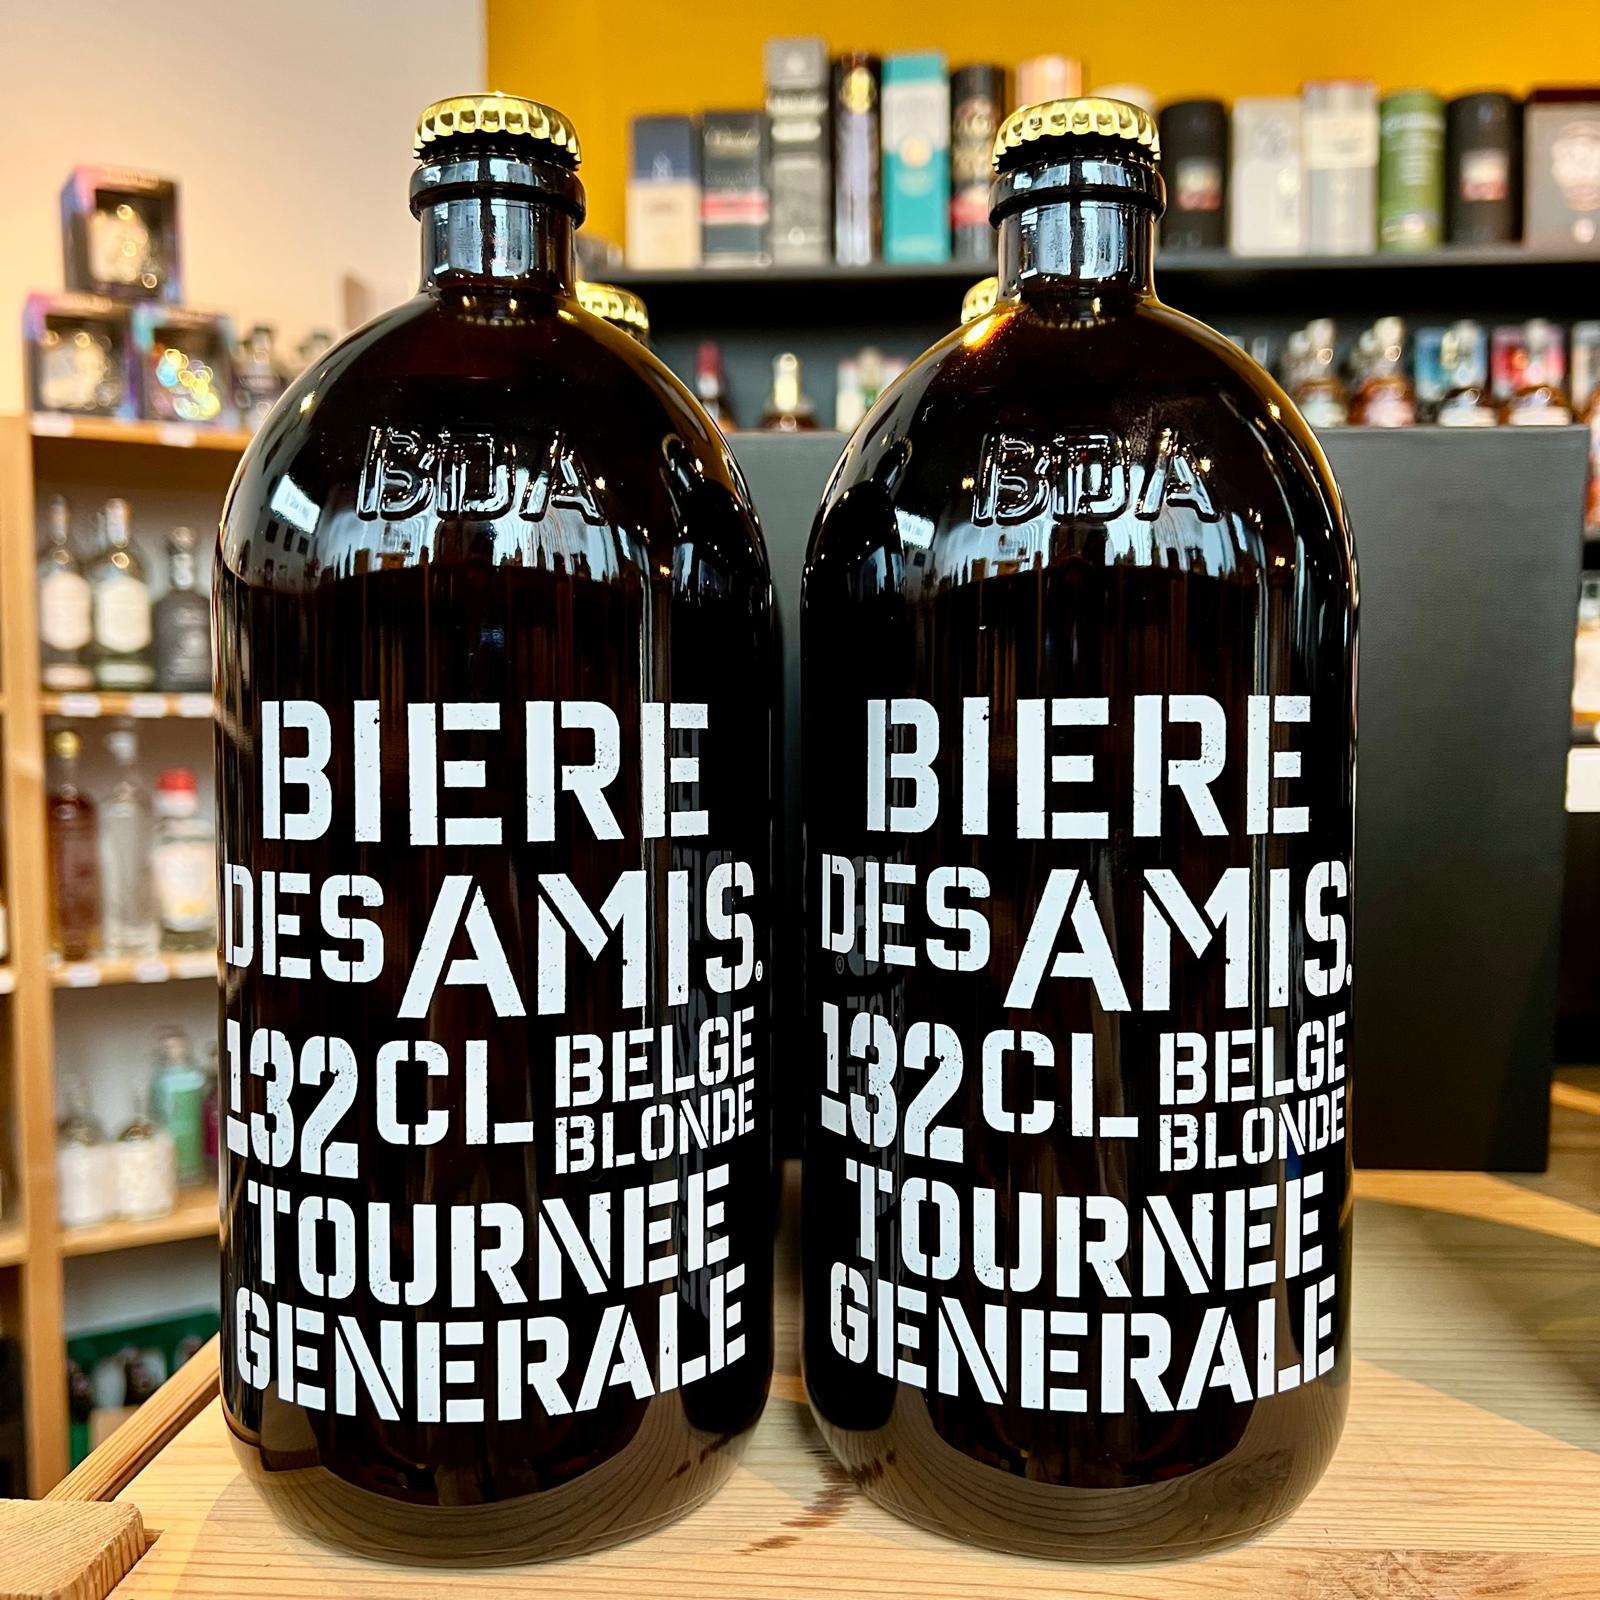 BDA
BIERE
DES AMIS®
132 CL BELGE
BLONDE
TOURNEE
GENERALE
BDA
BIERE
DES AMIS
132 CL BELGE
BLONDE
TOURNEE
GENERALE